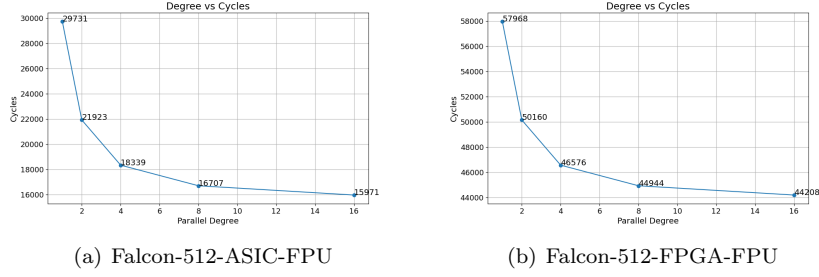 Degree vs Cycles
30000
28000
26000
24000
22000
20000
18000
16000
Cycles
29731
21923
18339
16707
15971
2 4 6 8 10 12 14 16
Parallel Degree
(a) Falcon-512-ASIC-FPU
Degree vs Cycles
58000
56000
54000
52000
50000
48000
46000
44000
Cycles
57968
50160
46576
44944
44208
2 4 6 8 10 12 14 16
Parallel Degree
(b) Falcon-512-FPGA-FPU